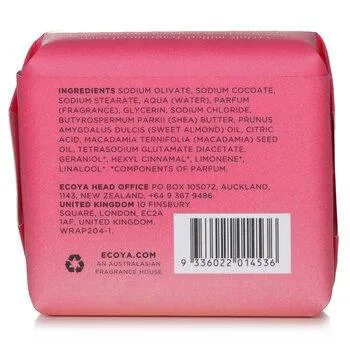 INGREDIENTS SODIUM OLIVATE, SODIUM COCOATE,
SODIUM STEARATE, AQUA (WATER), PARFUM
(FRAGRANCE), GLYCERIN, SODIUM CHLORIDE,
BUTYROSPERMUM PARKII (SHEA) BUTTER, PRUNUS
AMYGDALUS DULCIS (SWEET ALMOND) OIL, CITRIC
ACID, MACADAMIA TERNIFOLIA (MACADAMIA) SEED
OIL, TETRASODIUM GLUTAMATE DIACETATE,
GERANIOL*, HEXYL CINNAMAL*, LIMONENE*,
LINALOOL*. *COMPONENTS OF PARFUM.
ECOYA HEAD OFFICE PO BOX 105072, AUCKLAND,
1143, NEW ZEALAND, +64 9 367 9486
UNITED KINGDOM 10 FINSBURY
SQUARE, LONDON, EC2A
1AF, UNITED KINGDOM.
WRAP204-1.
ECOYA.COM
AN AUSTRALASIAN
FRAGRANCE HOUSE
9 336022 014536